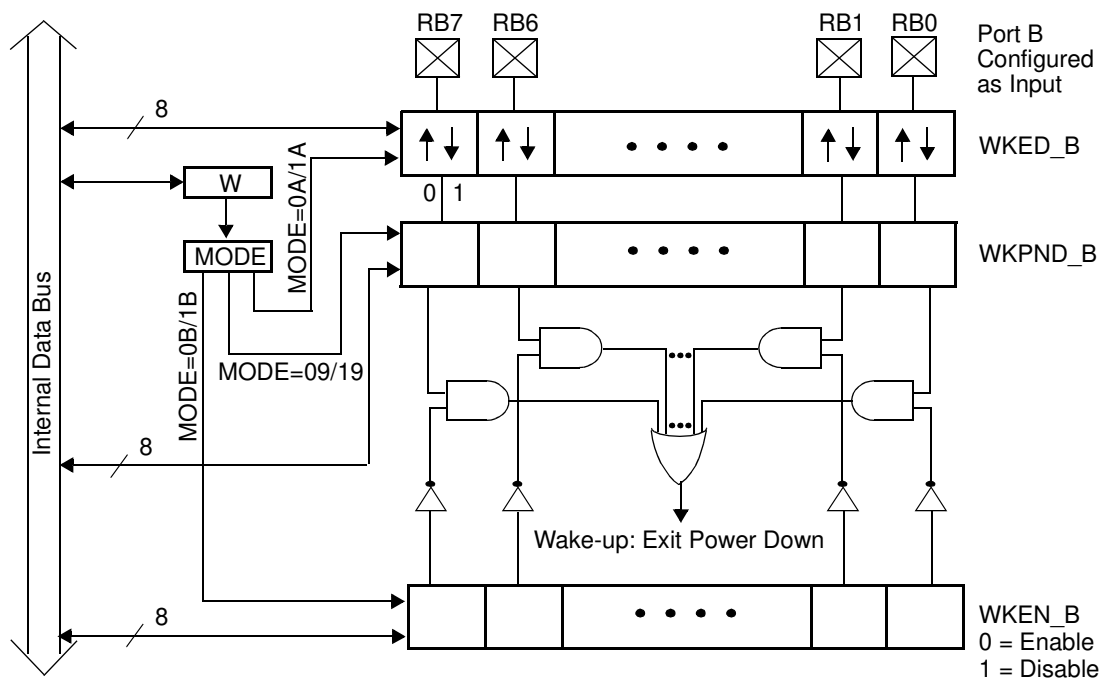 RB7 RB6 RB1 RB0
Port B
Configured
as Input
8
WKED_B
W
0 1
MODE=0A/1A
MODE
WKPND_B
Internal Data Bus
MODE=0B/1B
MODE=09/19
8
Wake-up: Exit Power Down
8
WKEN_B
0 = Enable
1 = Disable